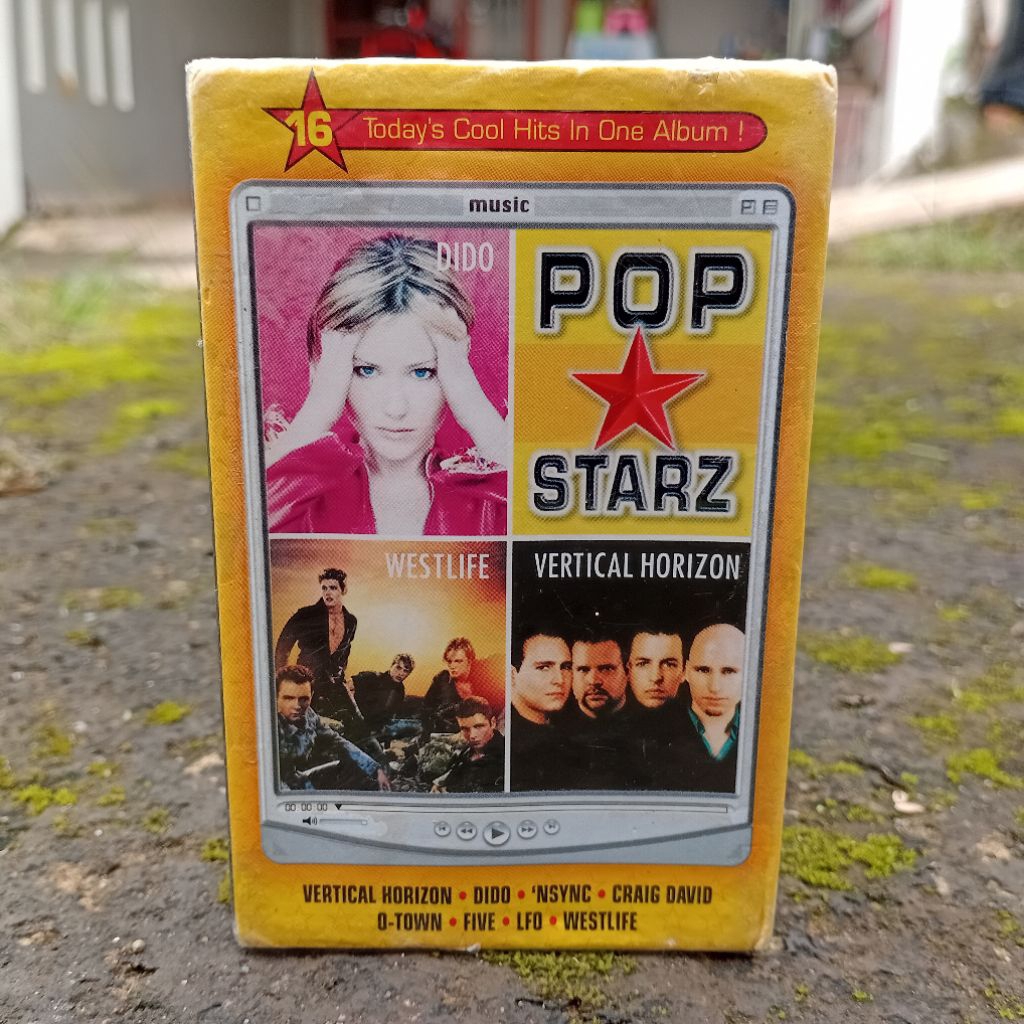 16
Today's Cool Hits In One Album !
music
DIDO
POP
STARZ
WESTLIFE
VERTICAL HORIZON
00:00:00
VERTICAL HORIZON • DIDO • 'NSYNC • CRAIG DAVID
O-TOWN • FIVE • LFO • WESTLIFE